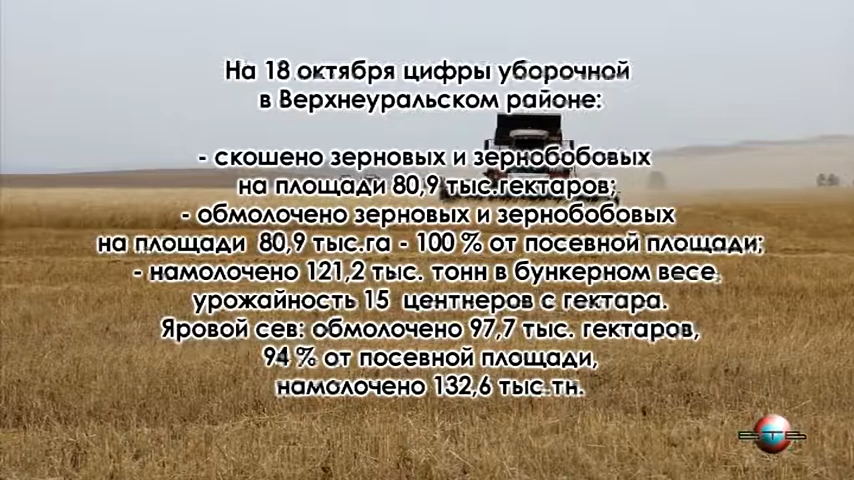 На 18 октября цифры уборочной
в Верхнеуральском районе:
- скошено зерновых и зернобобовых
на площади 80,9 тыс.гектаров;
- обмолочено зерновых и зернобобовых
на площади 80,9 тыс.га - 100 % от посевной площади;
- намолочено 121,2 тыс. тонн в бункерном весе,
урожайность 15 центнеров с гектара.
Яровой сев: обмолочено 97,7 тыс. гектаров,
94 % от посевной площади,
намолочено 132,6 тыс.тн.